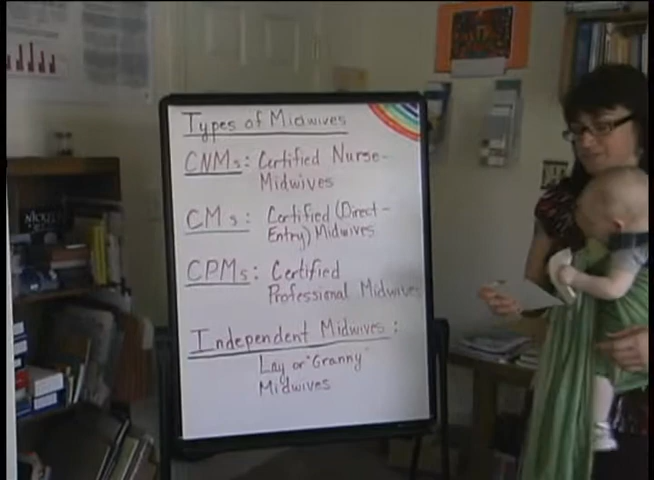 Types of Midwives
CNMs: Certified Nurse-
Midwives
CMs: Certified (Direct-
Entry) Midwives
CPMs: Certified
Professional Midwives
Independent Midwives:
Lay or "Granny"
Midwives